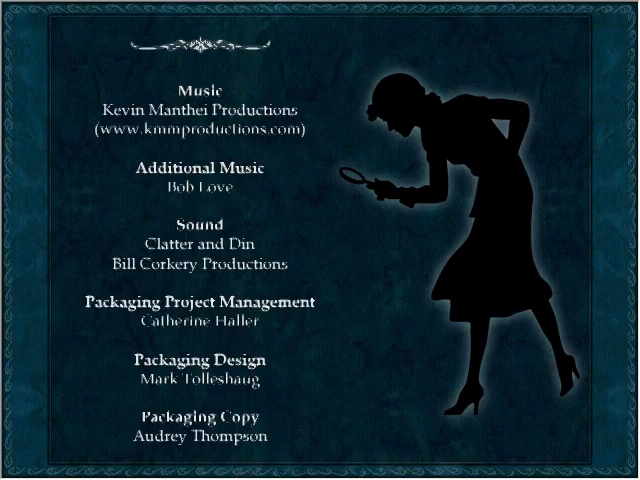 Music
Kevin Manthei Productions
(www.kmmproductions.com)
Additional Music
Bob Love
Sound
Clatter and Din
Bill Corkery Productions
Packaging Project Management
Catherine Haller
Packaging Design
Mark Tolleshaug
Packaging Copy
Audrey Thompson